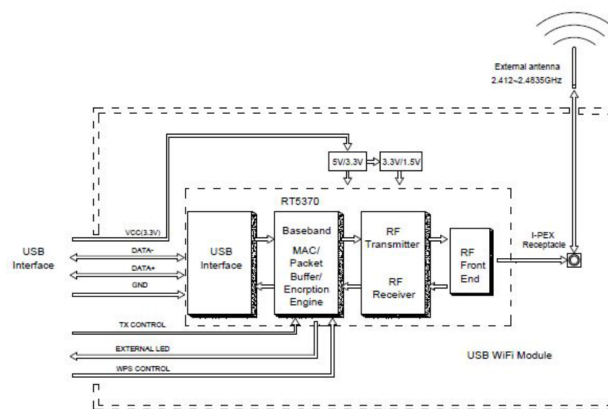 External antenna
2.412~2.4835GHz
5V/3.3V
3.3V/1.5V
RT5370
VCC(3.3V)
DATA-
DATA+
GND
USB
Interface
USB
Interface
Baseband
MAC/
Packet
Buffer/
Encrption
Engine
RF
Transmitter
RF
Receiver
RF
Front
End
I-PEX
Receptacle
TX CONTROL
EXTERNAL LED
WPS CONTROL
USB WiFi Module